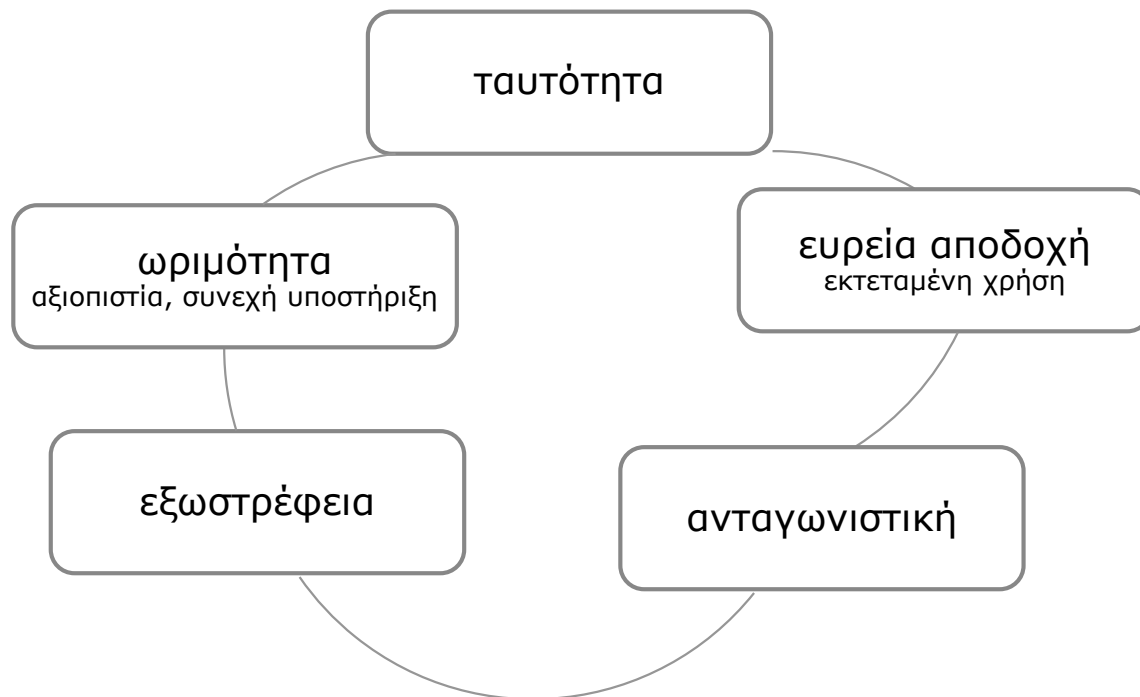 ταυτότητα
ευρεία αποδοχή
εκτεταμένη χρήση
ανταγωνιστική
εξωστρέφεια
ωριμότητα
αξιοπιστία, συνεχή υποστήριξη